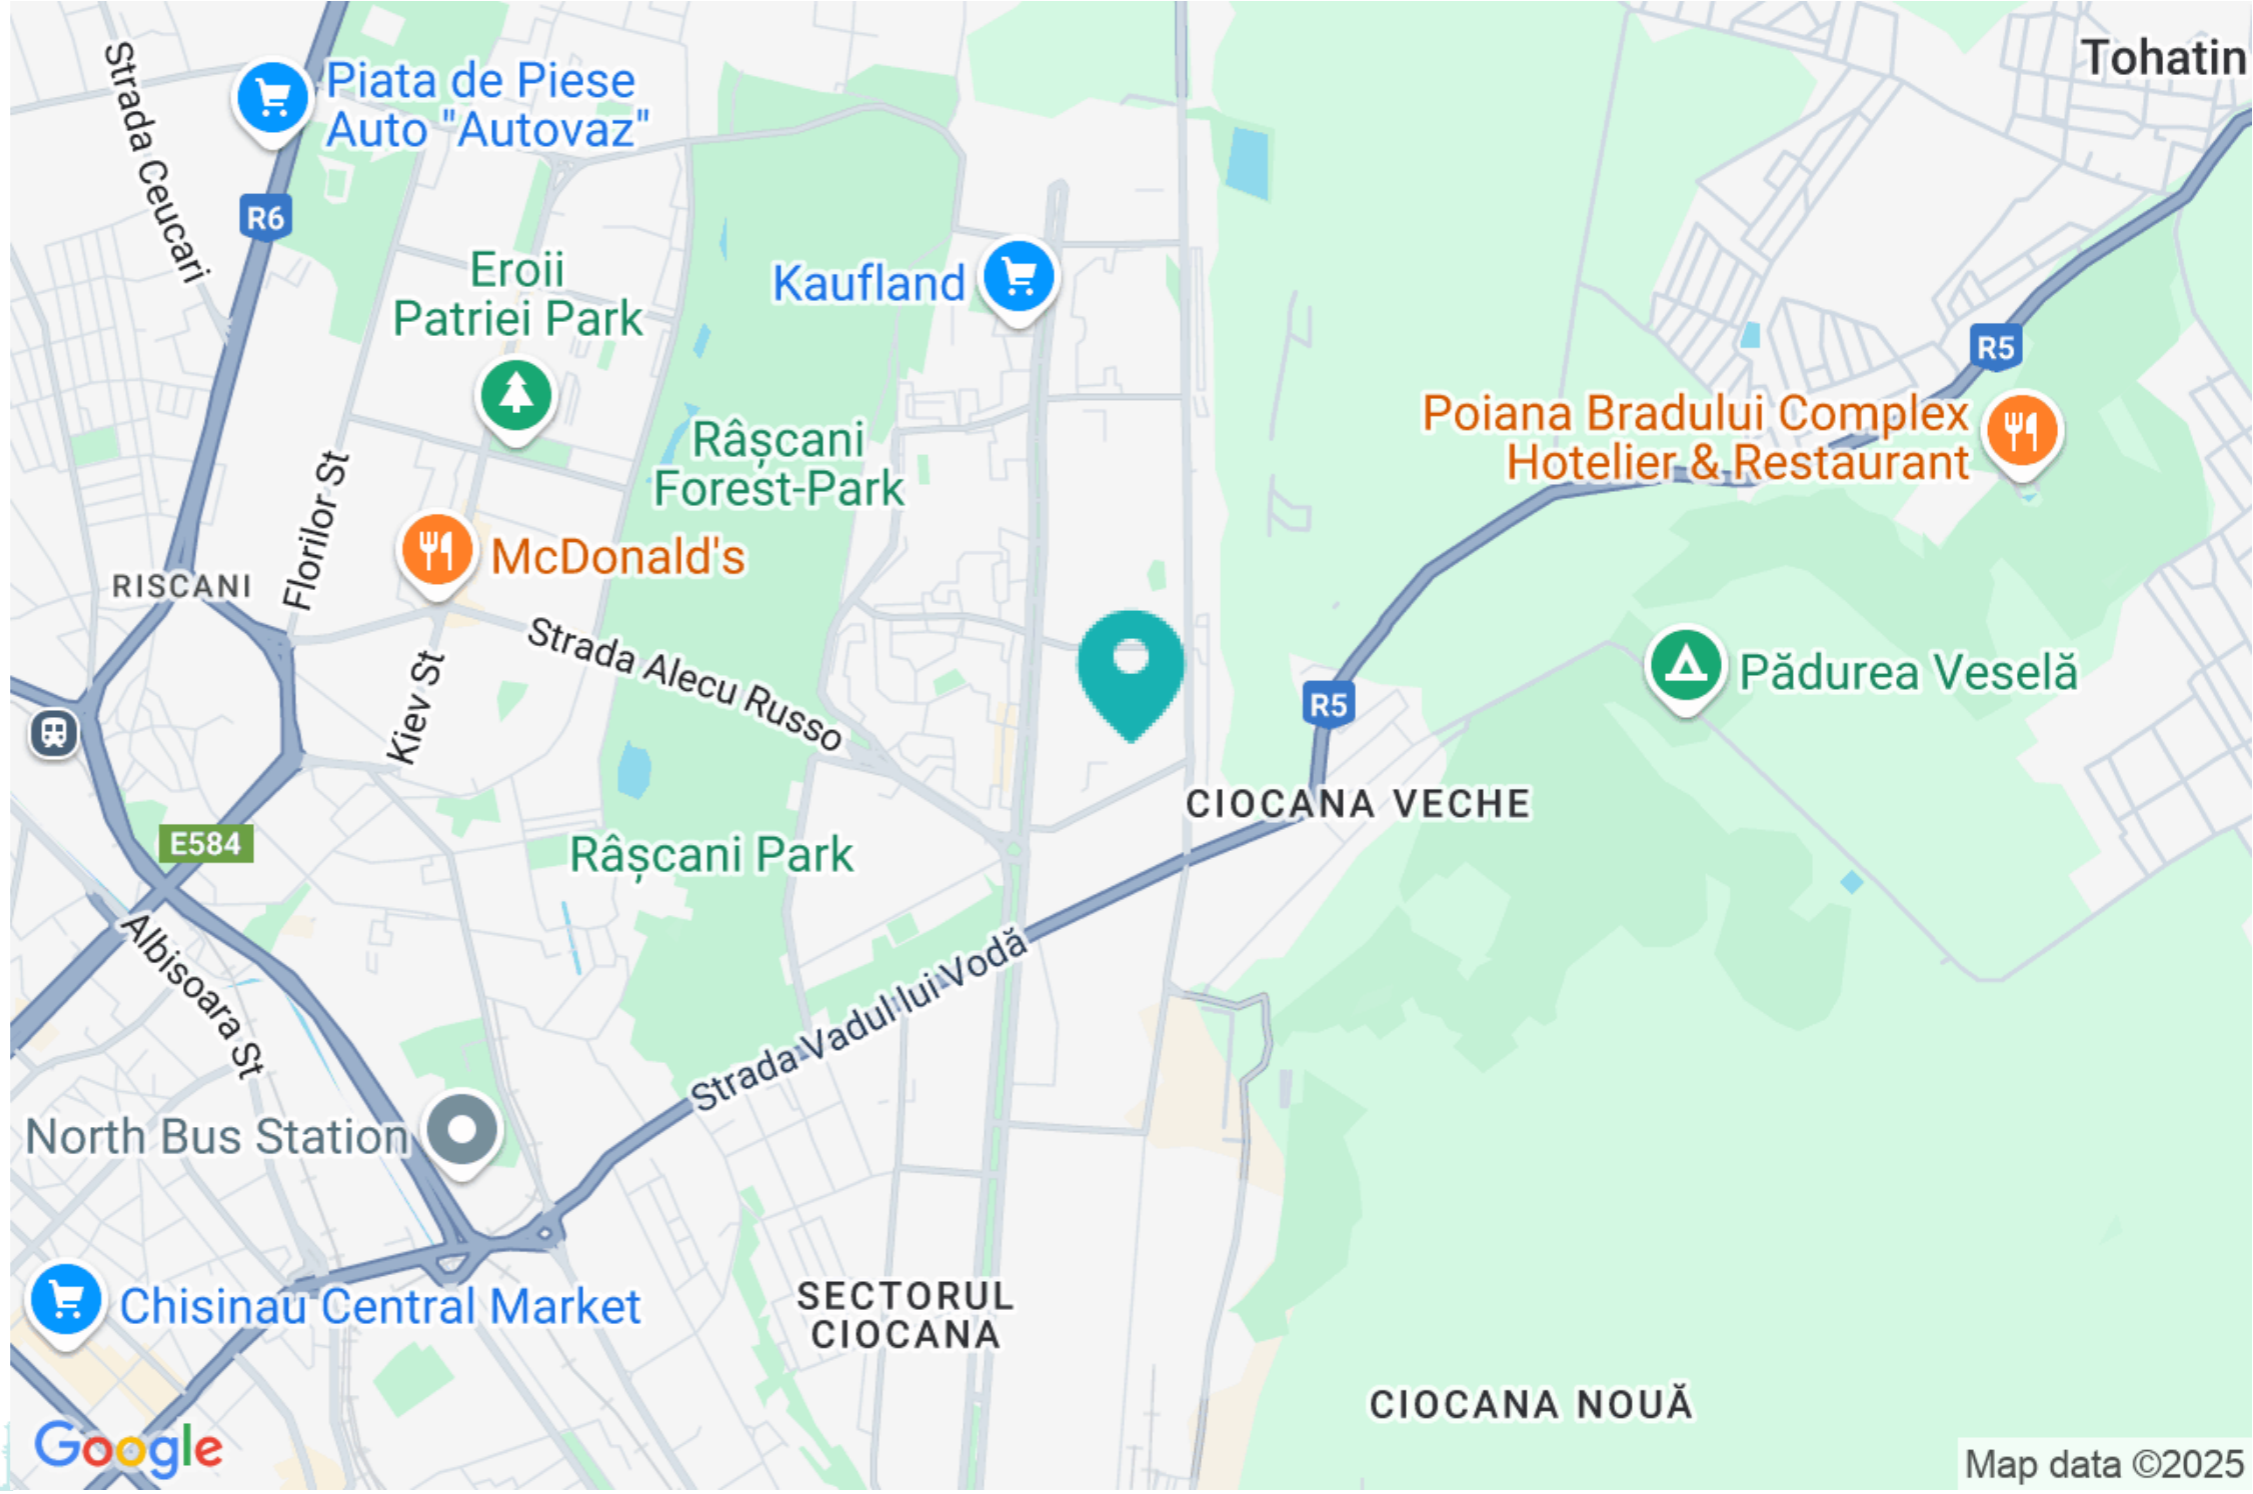 Tohatin
Strada Ceucari
Piata de Piese
Auto "Autovaz"
R6
Eroii
Patriei Park
Kaufland
R5
Poiana Bradului Complex
Hotelier & Restaurant
Râșcani
Forest-Park
Florilor St
McDonald's
RISCANI
Strada Alecu Russo
Kiev St
R5
Pădurea Veselă
CIOCANA VECHE
E584
Râșcani Park
Albisoara St
Strada Vadul lui Vodă
North Bus Station
Chisinau Central Market
SECTORUL
CIOCANA
CIOCANA NOUĂ
Google
Map data ©2025